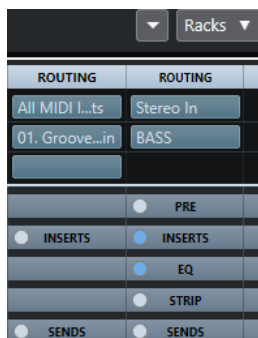 Racks
ROUTING ROUTING
All MIDI I...ts Stereo In
01. Groove...in BASS
PRE
INSERTS INSERTS
EQ
STRIP
SENDS SENDS